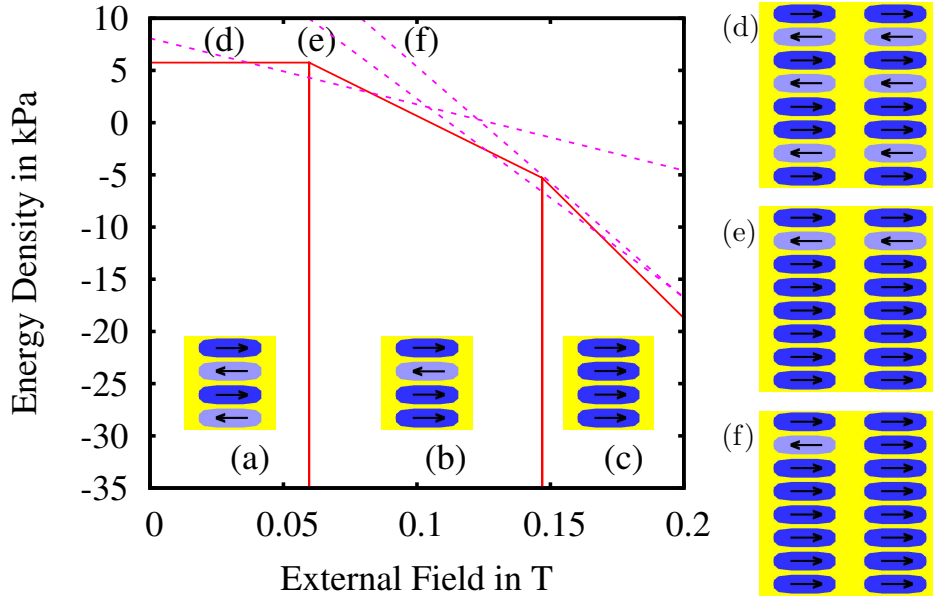 10
5
0
-5
-10
-15
-20
-25
-30
-35
Energy Density in kPa
(d) (e) (f)
(a) (b) (c)
0 0.05 0.1 0.15 0.2
External Field in T
(d)
(e)
(f)